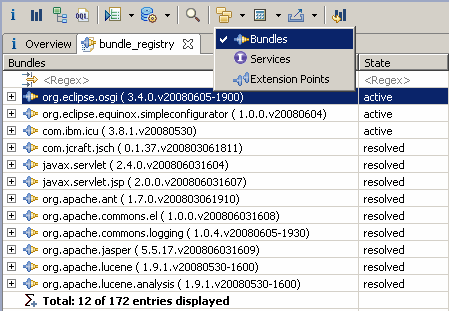 Overview
bundle_registry
Bundles
Services
Extension Points
Bundles State
<Regex> <Regex>
org.eclipse.osgi ( 3.4.0.v20080605-1900) active
org.eclipse.equinox.simpleconfigurator ( 1.0.0.v20080604) active
com.ibm.icu ( 3.8.1.v20080530) active
com.jcraft.jsch ( 0.1.37.v200803061811) resolved
javax.servlet ( 2.4.0.v200806031604) resolved
javax.servlet.jsp ( 2.0.0.v200806031607) resolved
org.apache.ant ( 1.7.0.v200803061910) resolved
org.apache.commons.el ( 1.0.0.v200806031608) resolved
org.apache.commons.logging ( 1.0.4.v200806605-1930) resolved
org.apache.jasper ( 5.5.17.v200806031609) resolved
org.apache.lucene ( 1.9.1.v20080530-1600) resolved
org.apache.lucene.analysis ( 1.9.1.v20080530-1600) resolved
Total: 12 of 172 entries displayed